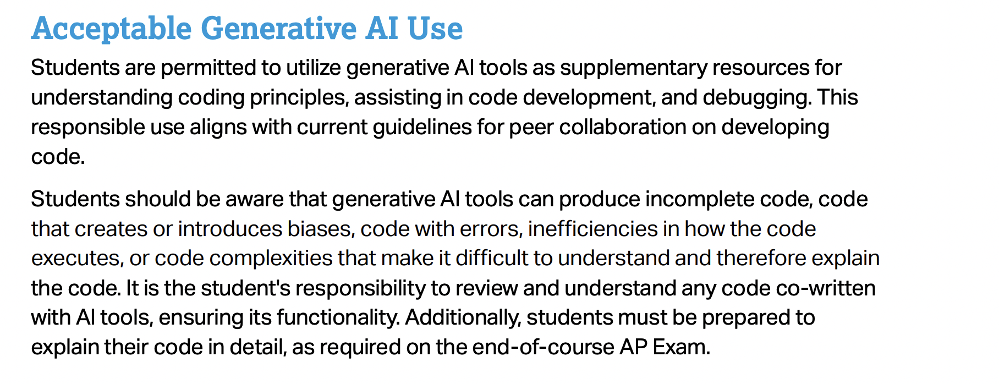 Acceptable Generative AI Use
Students are permitted to utilize generative AI tools as supplementary resources for
understanding coding principles, assisting in code development, and debugging. This
responsible use aligns with current guidelines for peer collaboration on developing
code.
Students should be aware that generative AI tools can produce incomplete code, code
that creates or introduces biases, code with errors, inefficiencies in how the code
executes, or code complexities that make it difficult to understand and therefore explain
the code. It is the student's responsibility to review and understand any code co-written
with AI tools, ensuring its functionality. Additionally, students must be prepared to
explain their code in detail, as required on the end-of-course AP Exam.